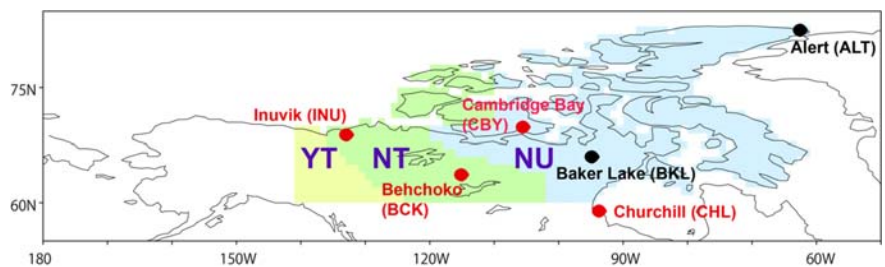 Alert (ALT)
75N
Inuvik (INU)
Cambridge Bay
(CBY)
YT
NT
NU
Baker Lake (BKL)
Behchoko
(BCK)
60N
Churchill (CHL)
180
150W
120W
90W
60W